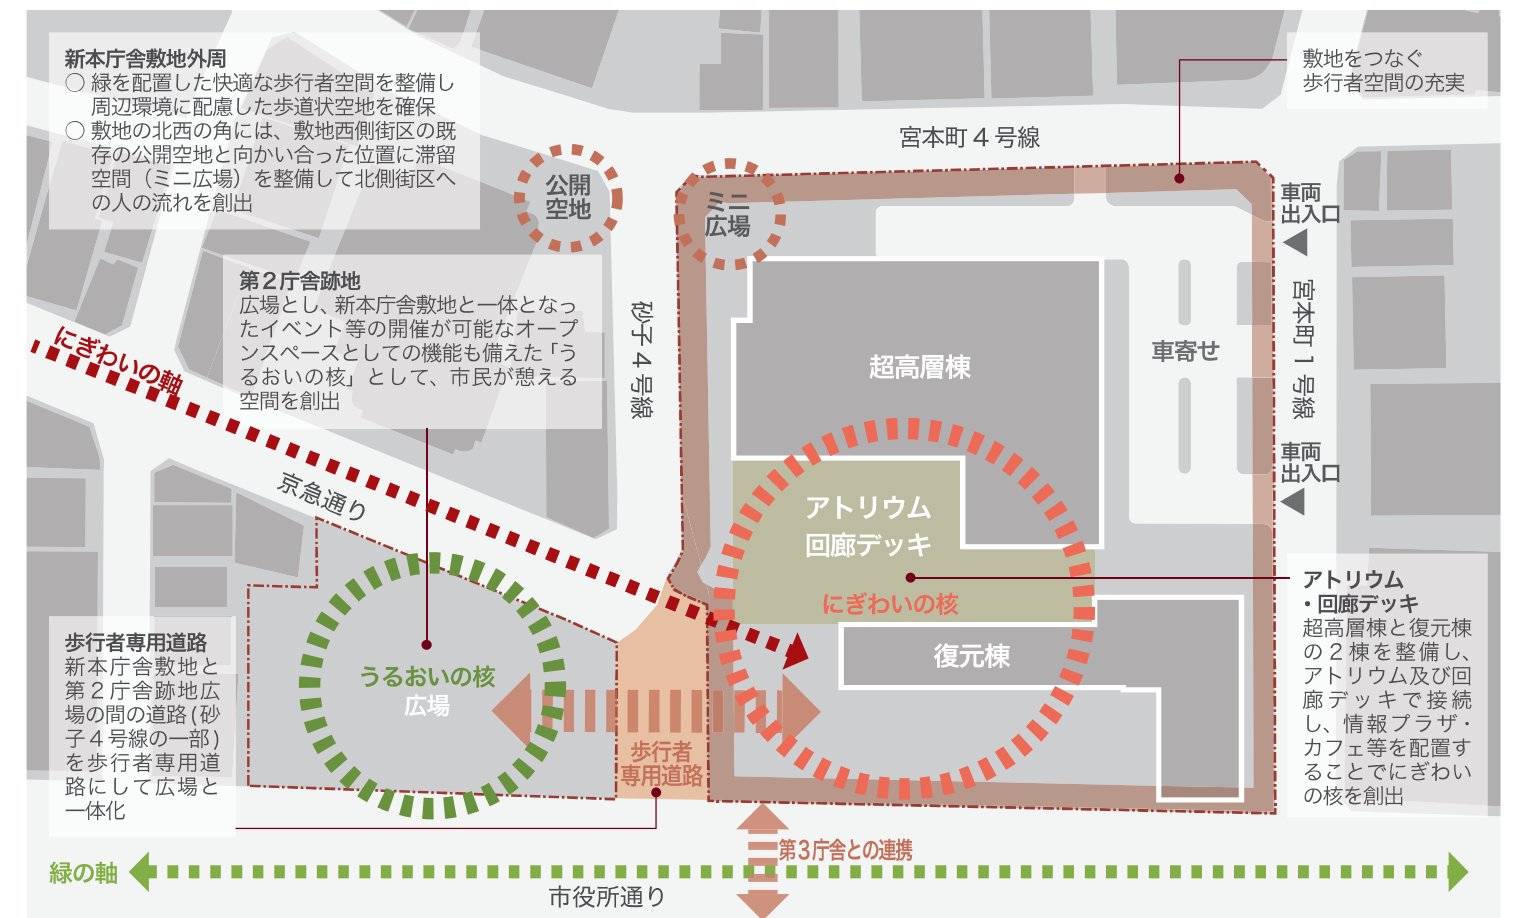 新本庁舎敷地外周
○ 緑を配置した快適な歩行者空間を整備し
周辺環境に配慮した歩道状空地を確保
○ 敷地の北西の角には、敷地西側街区の既
存の公開空地と向かい合った位置に滞留
空間（ミニ広場）を整備して北側街区へ
の人の流れを創出
敷地をつなぐ
歩行者空間の充実
宮本町４号線
公開
空地
ミニ
広場
車両
出入口
第２庁舎跡地
広場とし、新本庁舎敷地と一体となっ
たイベント等の開催が可能なオープ
ンスペースとしての機能も備えた「う
るおいの核」として、市民が憩える
空間を創出
にぎわいの軸
砂子４号線
超高層棟
車寄せ
宮本町１号線
車両
出入口
京急通り
アトリウム
回廊デッキ
にぎわいの核
復元棟
アトリウム
・回廊デッキ
超高層棟と復元棟
の２棟を整備し、
アトリウム及び回
廊デッキで接続
し、情報プラザ・
カフェ等を配置す
ることでにぎわい
の核を創出
歩行者専用道路
新本庁舎敷地と
第２庁舎跡地広
場の間の道路(砂
子４号線の一部)
を歩行者専用道
路にして広場と
一体化
うるおいの核
広場
歩行者
専用道路
第３庁舎との連携
緑の軸
市役所通り